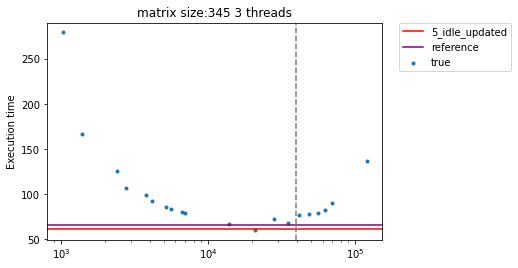 matrix size:345 3 threads
Execution time
250
200
150
100
50
10³
10⁴
10⁵
5_idle_updated
reference
true